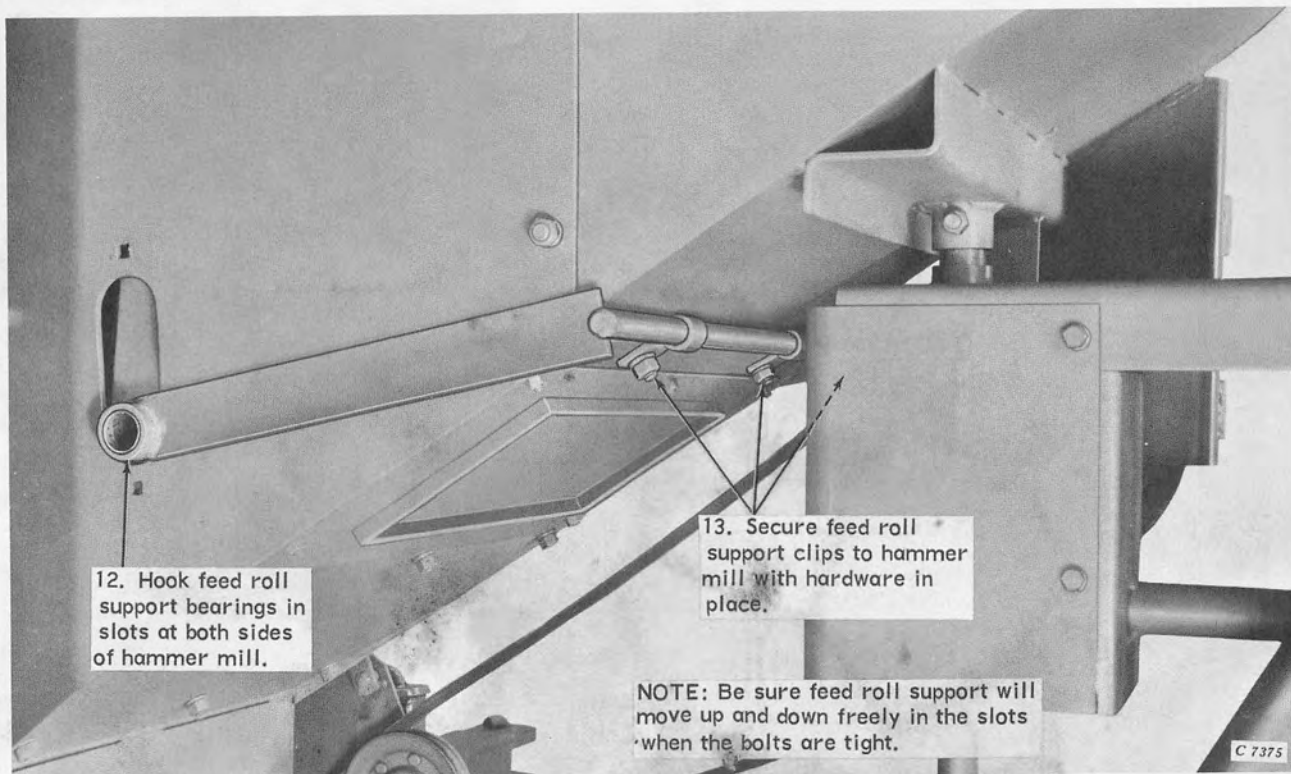 12. Hook feed roll
support bearings in
slots at both sides
of hammer mill.
13. Secure feed roll
support clips to hammer
mill with hardware in
place.
NOTE: Be sure feed roll support will
move up and down freely in the slots
when the bolts are tight.
C 7375